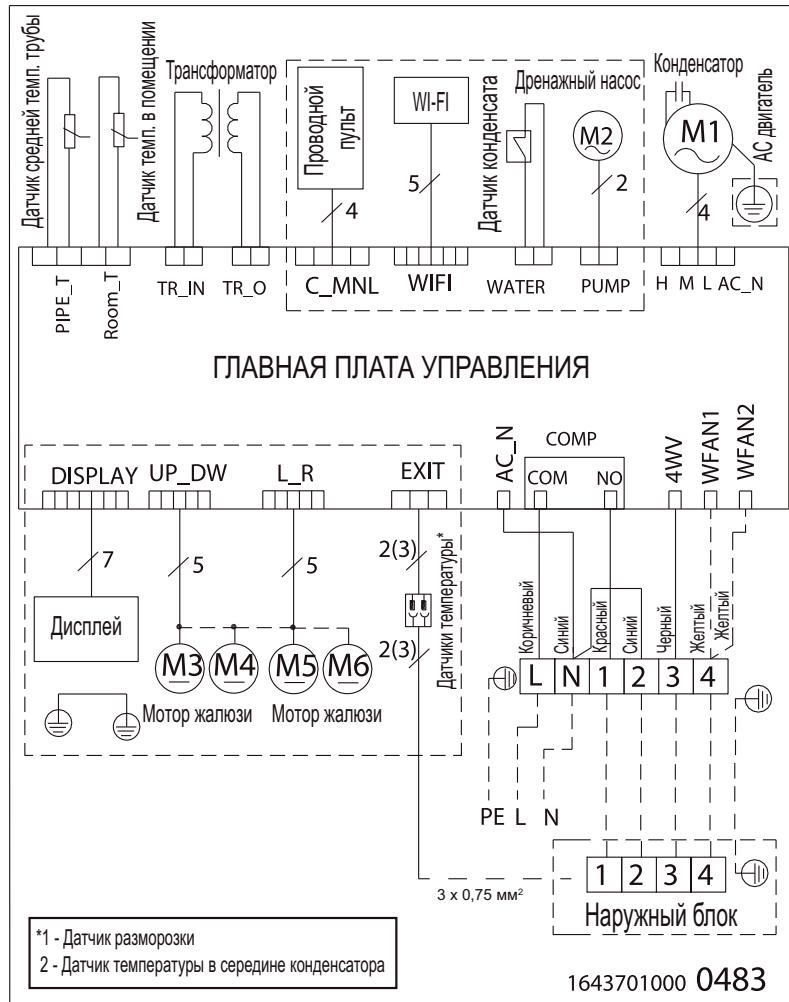 Датчик средней темп. трубы
Датчик темп. в помещении
Трансформатор
Проводной
пульт
WI-FI
Датчик конденсата
Дренажный насос
M2
Конденсатор
M1
АС двигатель
4
5
2
4
PIPE_T
Room_T
TR_IN
TR_O
C_MNL
WIFI
WATER
PUMP
H M L AC_N
ГЛАВНАЯ ПЛАТА УПРАВЛЕНИЯ
DISPLAY
UP_DW
L_R
EXIT
AC_N
COMP
COM
NO
4WV
WFAN1
WFAN2
7
5
5
2(3)
2(3)
Датчики температуры*
Дисплей
M3
M4
M5
M6
Мотор жалюзи
Мотор жалюзи
Коричневый
Синий
Красный
Синий
Черный
Желтый
Желтый
L N 1 2 3 4
PE L N
3 x 0,75 мм²
1 2 3 4
Наружный блок
*1 - Датчик разморозки
2 - Датчик температуры в середине конденсатора
1643701000 0483